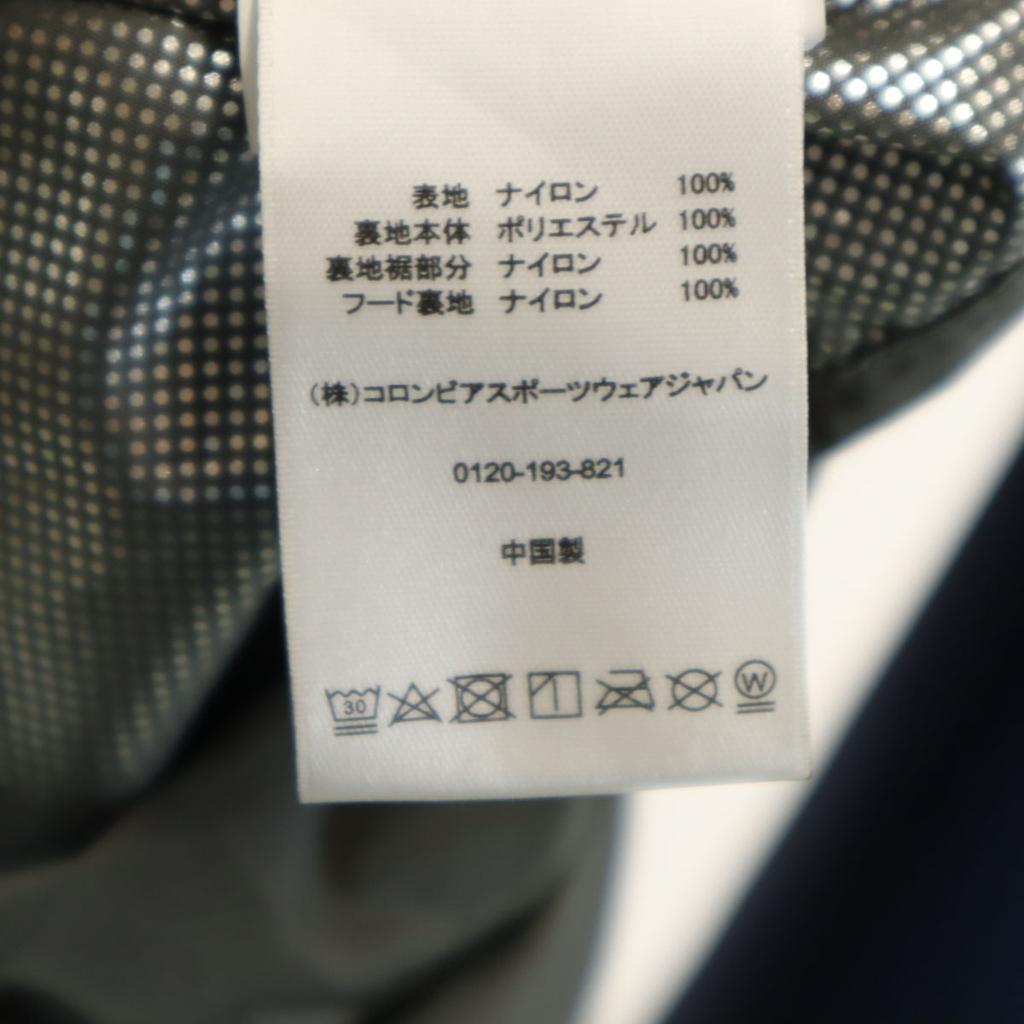 表地 ナイロン 100%
裏地本体 ポリエステル 100%
裏地裾部分 ナイロン 100%
フード裏地 ナイロン 100%
(株)コロンビアスポーツウェアジャパン
0120-193-821
中国製
30 W